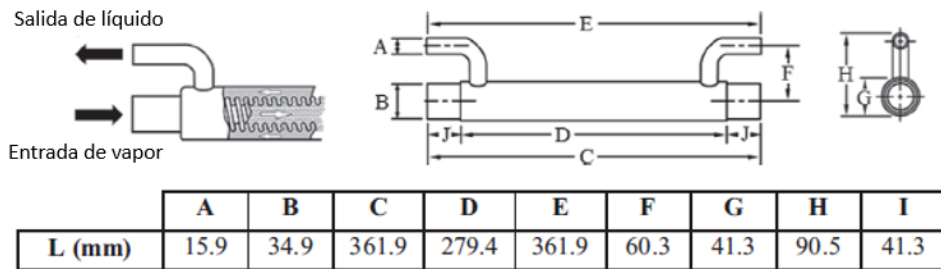 Salida de líquido
Entrada de vapor
E
A
F
H
B
G
J
D
J
C
A B C D E F G H I
L (mm) 15.9 34.9 361.9 279.4 361.9 60.3 41.3 90.5 41.3